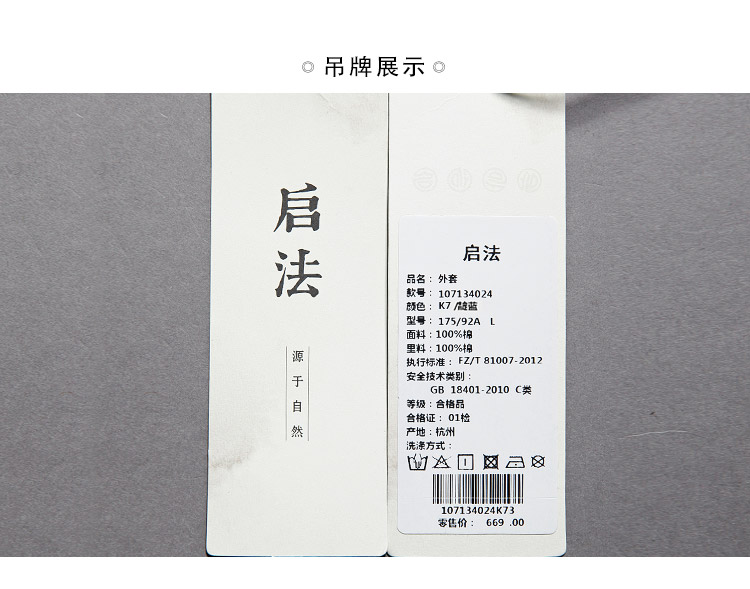 吊牌展示
启法
源于自然
启法
品名：外套
款号：107134024
颜色：K7 /靛蓝
型号：175/92A L
面料：100%棉
里料：100%棉
执行标准：FZ/T 81007-2012
安全技术类别：
GB 18401-2010 C类
等级：合格品
合格证：01检
产地：杭州
洗涤方式：
107134024K73
零售价： 669 .00